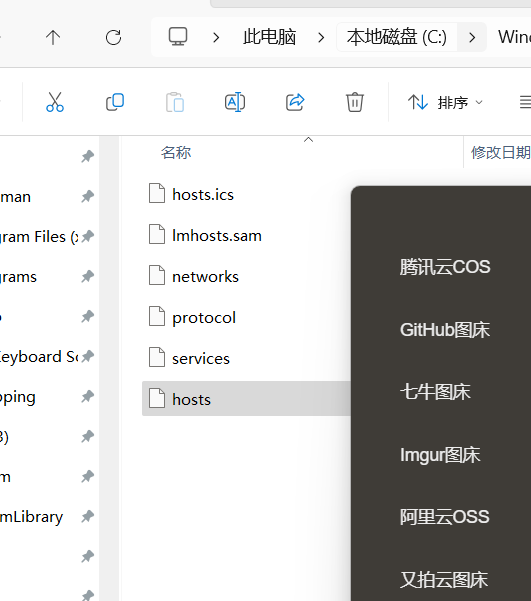 此电脑 本地磁盘 (C:) Wind
排序
名称 修改日期
hosts.ics
man
lmhosts.sam
gram Files (x
grams
networks
protocol
Keyboard Sc
services
pping
hosts
3)
m
mLibrary
腾讯云COS
GitHub图床
七牛图床
Imgur图床
阿里云OSS
又拍云图床